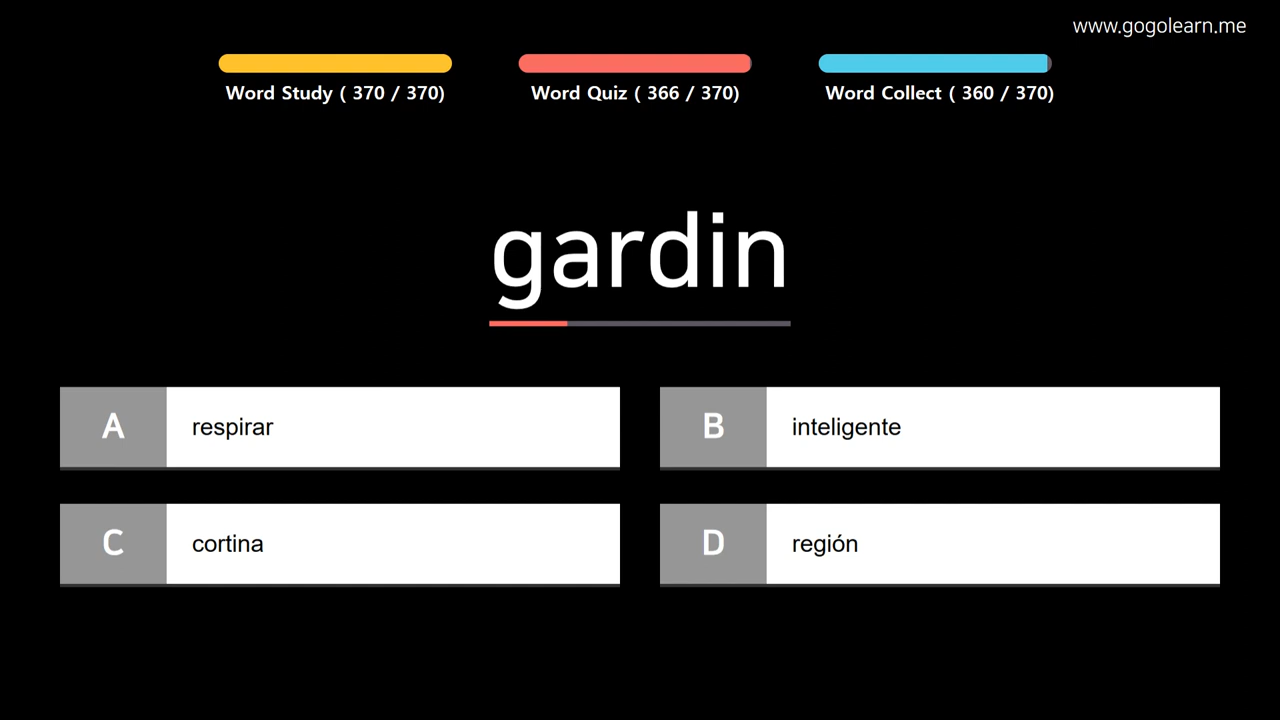 www.gogolearn.me
Word Study ( 370 / 370)
Word Quiz ( 366 / 370)
Word Collect ( 360 / 370)
gardin
A respirar
B inteligente
C cortina
D región